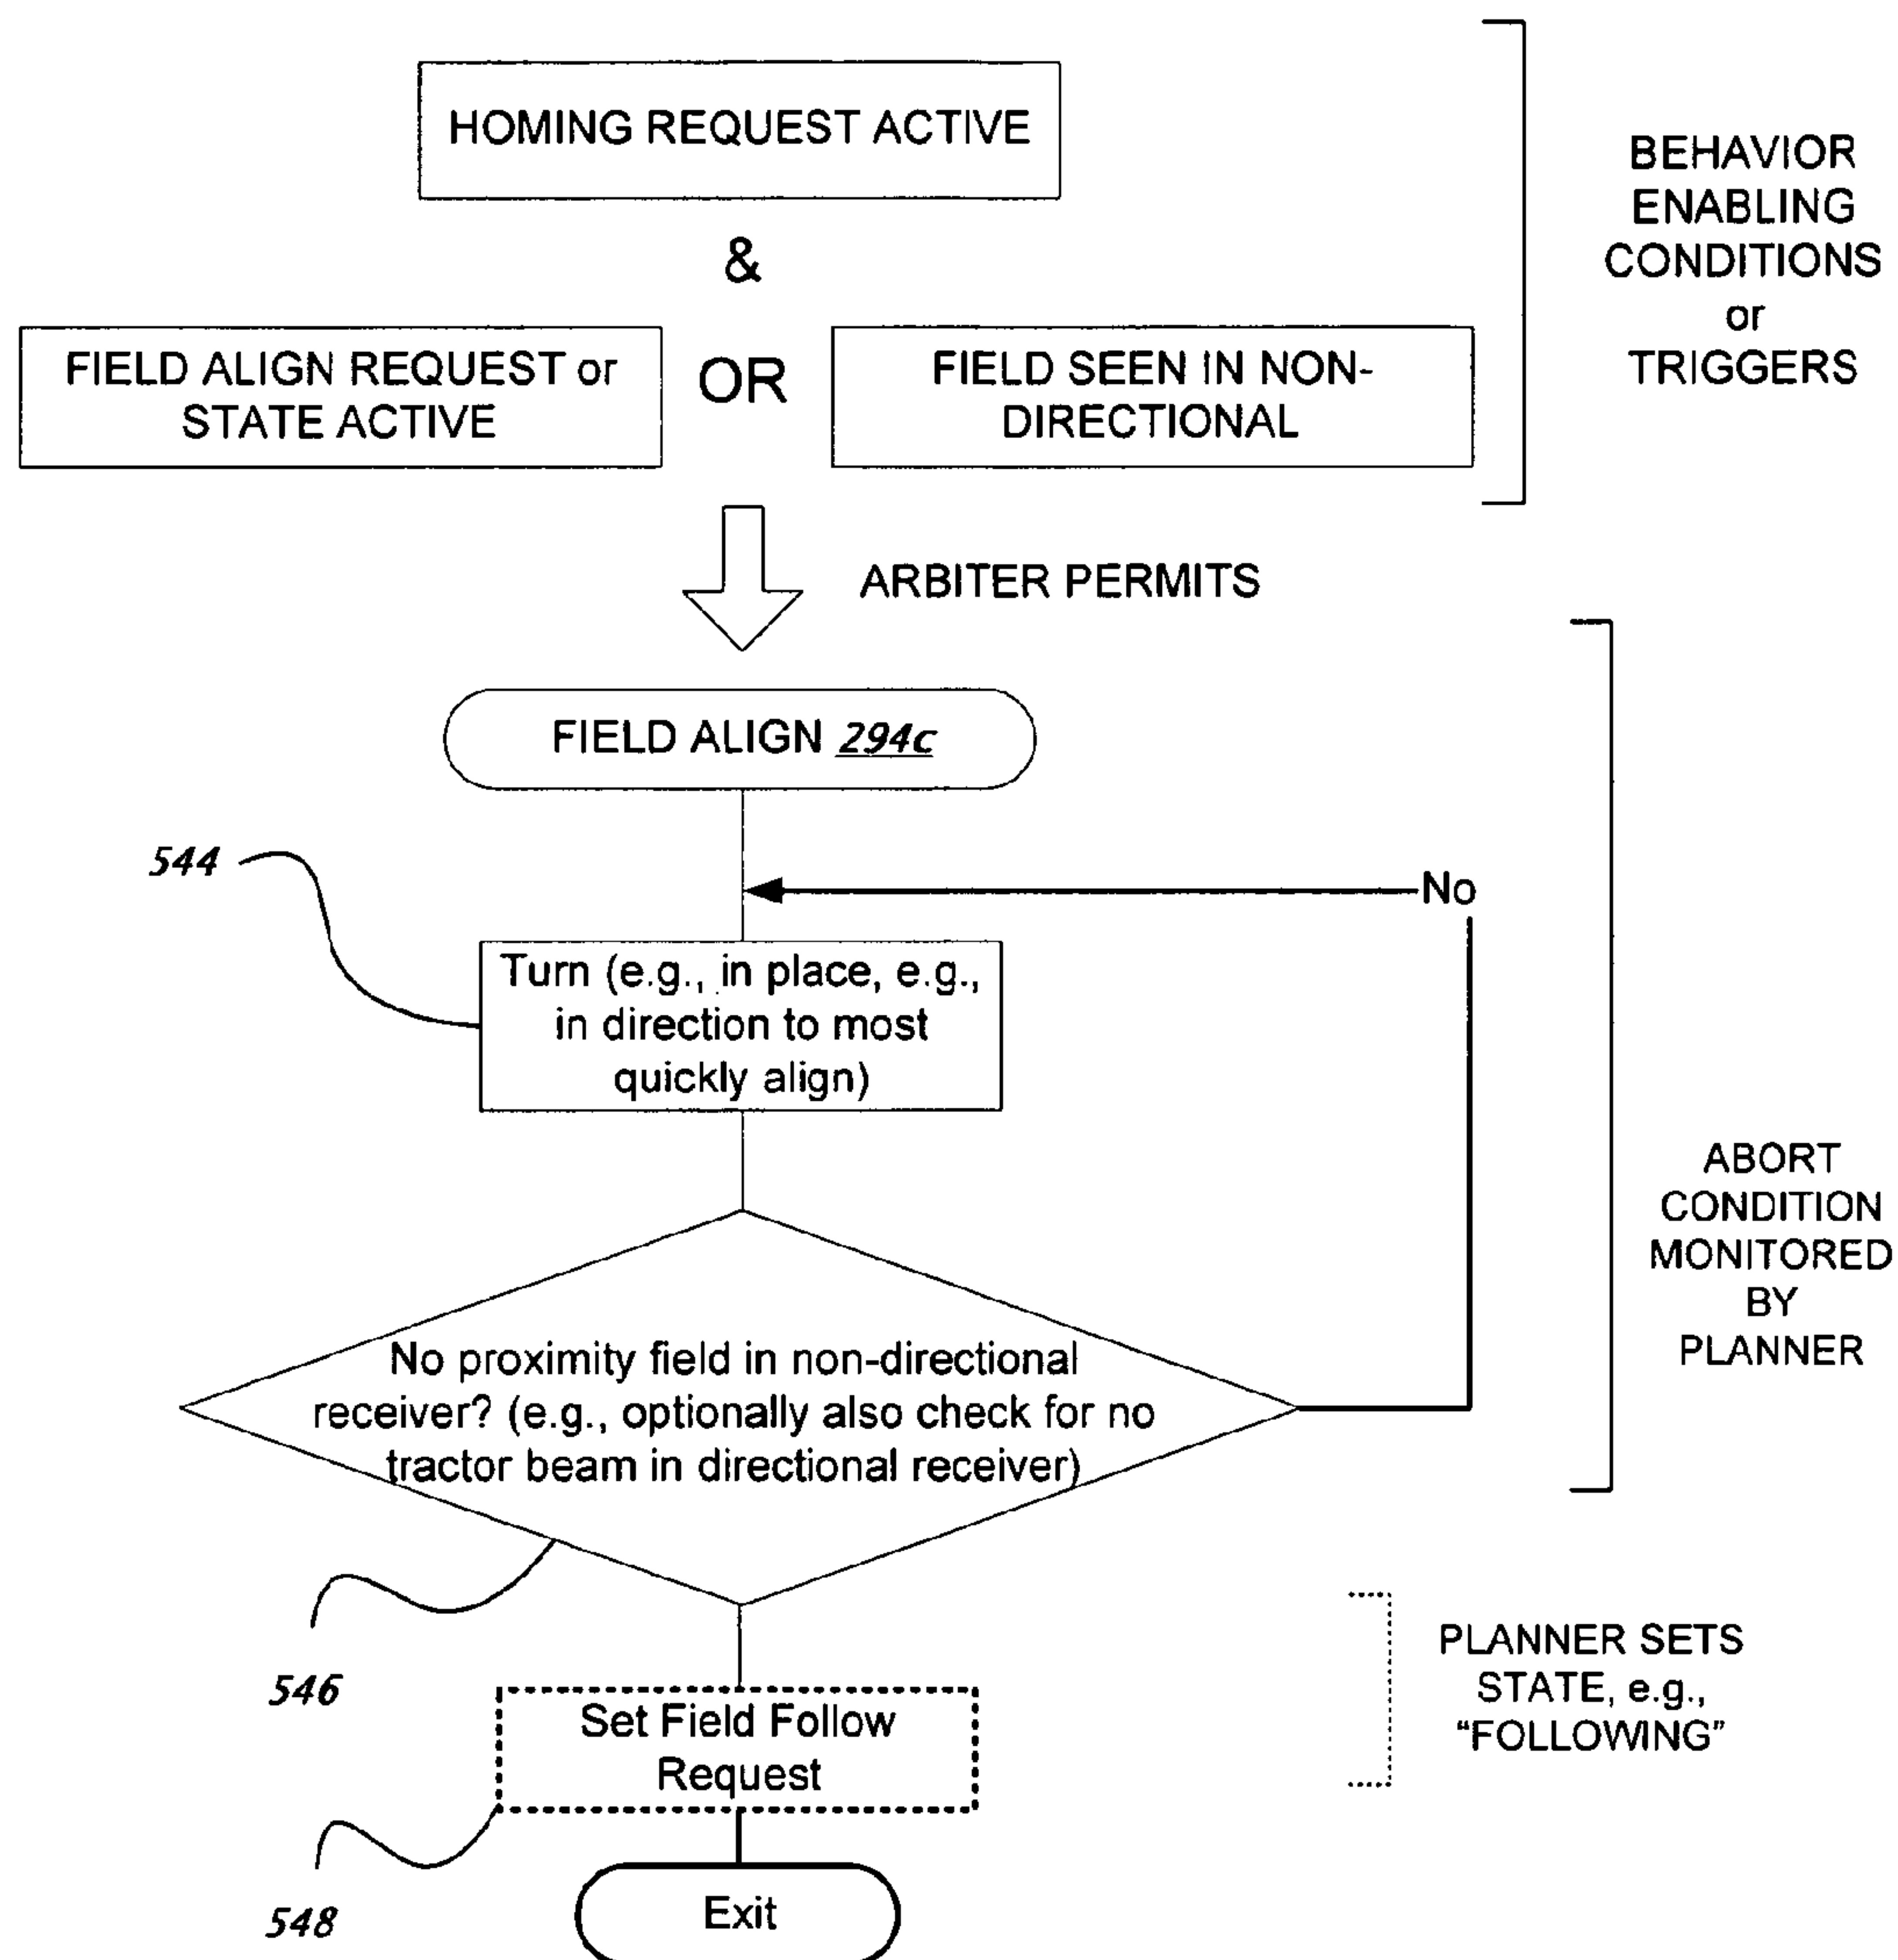 HOMING REQUEST ACTIVE
&
FIELD ALIGN REQUEST or
STATE ACTIVE
OR
FIELD SEEN IN NON-
DIRECTIONAL
BEHAVIOR
ENABLING
CONDITIONS
or
TRIGGERS
ARBITER PERMITS
FIELD ALIGN 294c
544
No
Turn (e.g., in place, e.g.,
in direction to most
quickly align)
ABORT
CONDITION
MONITORED
BY
PLANNER
No proximity field in non-directional
receiver? (e.g., optionally also check for no
tractor beam in directional receiver)
546
Set Field Follow
Request
PLANNER SETS
STATE, e.g.,
“FOLLOWING”
548
Exit